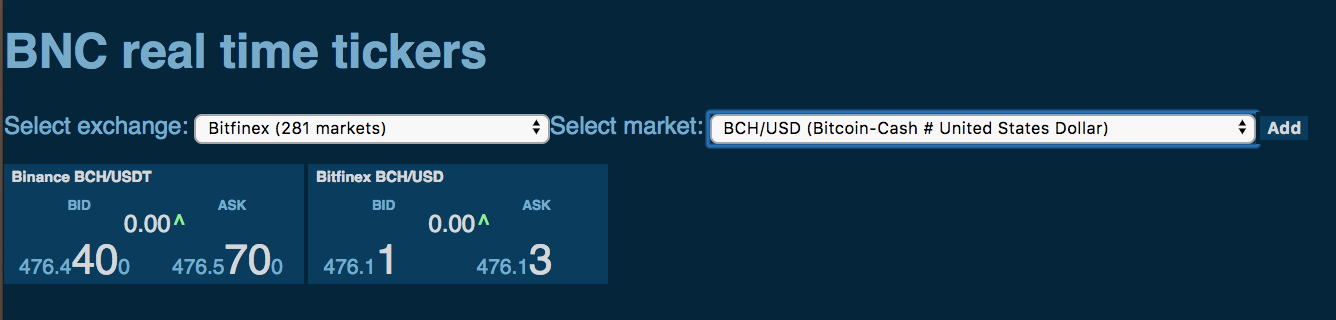 BNC real time tickers
Select exchange: Bitfinex (281 markets) Select market: BCH/USD (Bitcoin-Cash # United States Dollar) Add
Binance BCH/USDT Bitfinex BCH/USD
BID ASK BID ASK
0.00 ^ 0.00 ^
476.4400 476.5700 476.11 476.13